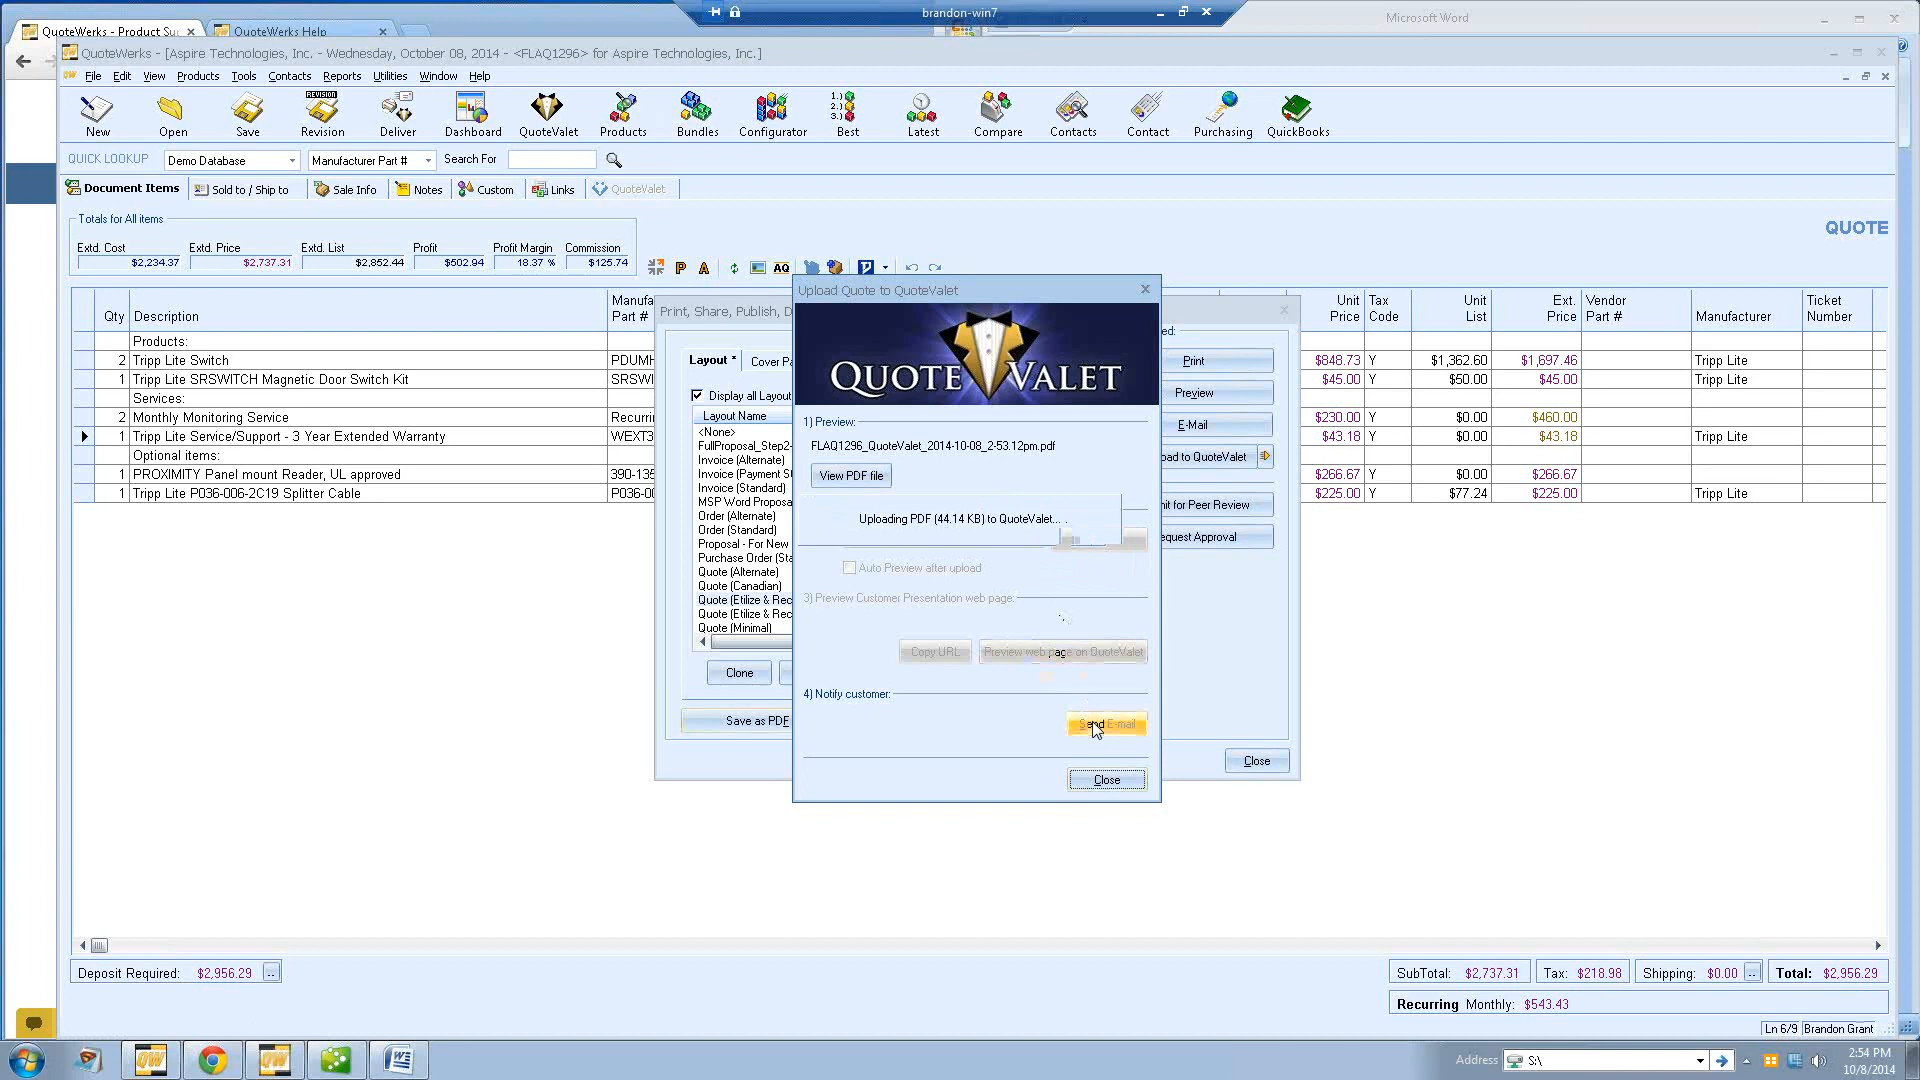 brandon-win7
Microsoft Word
QuoteWerks - Product Su
QuoteWerks Help
QuoteWerks - [Aspire Technologies, Inc. - Wednesday, October 08, 2014 - <FLAQ1296> for Aspire Technologies, Inc.]
File Edit View Products Tools Contacts Reports Utilities Window Help
REVISION
1.)
2.)
3.)
New Open Save Revision Deliver Dashboard QuoteValet Products Bundles Configurator Best Latest Compare Contacts Contact Purchasing QuickBooks
QUICK LOOKUP Demo Database Manufacturer Part # Search For
Document Items Sold to / Ship to Sale Info Notes Custom Links QuoteValet
Totals for All items
QUOTE
Extd. Cost Extd. Price Extd. List Profit Profit Margin Commission
$2,234.37 $2,737.31 $2,852.44 $502.94 18.37 % $125.74
P A AQ
Qty Description Manufa Part # Unit Price Tax Code Unit List Ext. Price Vendor Part # Manufacturer Ticket Number
Products:
2 Tripp Lite Switch PDUMH $848.73 Y $1,362.60 $1,697.46 Tripp Lite
1 Tripp Lite SRSWITCH Magnetic Door Switch Kit SRSWI $45.00 Y $50.00 $45.00 Tripp Lite
Services:
2 Monthly Monitoring Service Recurrin $230.00 Y $0.00 $460.00
1 Tripp Lite Service/Support - 3 Year Extended Warranty WEXT3 $43.18 Y $0.00 $43.18 Tripp Lite
Optional items:
1 PROXIMITY Panel mount Reader, UL approved 390-135 $266.67 Y $0.00 $266.67
1 Tripp Lite P036-006-2C19 Splitter Cable P036-00 $225.00 Y $77.24 $225.00 Tripp Lite
Print, Share, Publish, D
ed:
Layout * Cover Pa
Display all Layout
Layout Name
<None>
FullProposal_Step2-
Invoice (Alternate)
Invoice (Payment S
Invoice (Standard)
MSP Word Proposa
Order (Alternate)
Order (Standard)
Proposal - For New
Purchase Order (Sta
Quote (Alternate)
Quote (Canadian)
Quote (Etilize & Rec
Quote (Etilize & Rec
Quote (Minimal)
Clone
Save as PDF
Print
Preview
E-Mail
oad to QuoteValet
it for Peer Review
equest Approval
Close
Upload Quote to QuoteValet
QUOTE VALET
1) Preview:
FLAQ1296_QuoteValet_2014-10-08_2-53.12pm.pdf
View PDF file
Uploading PDF (44.14 KB) to QuoteValet... .
Auto Preview after upload
3) Preview Customer Presentation web page:
Copy URL Preview web page on QuoteValet
4) Notify customer:
Send E-mail
Close
Deposit Required: $2,956.29 ..
SubTotal: $2,737.31 Tax: $218.98 Shipping: $0.00 .. Total: $2,956.29
Recurring Monthly: $543.43
Ln 6/9 Brandon Grant
QW QW W
Address S:\
2:54 PM
10/8/2014